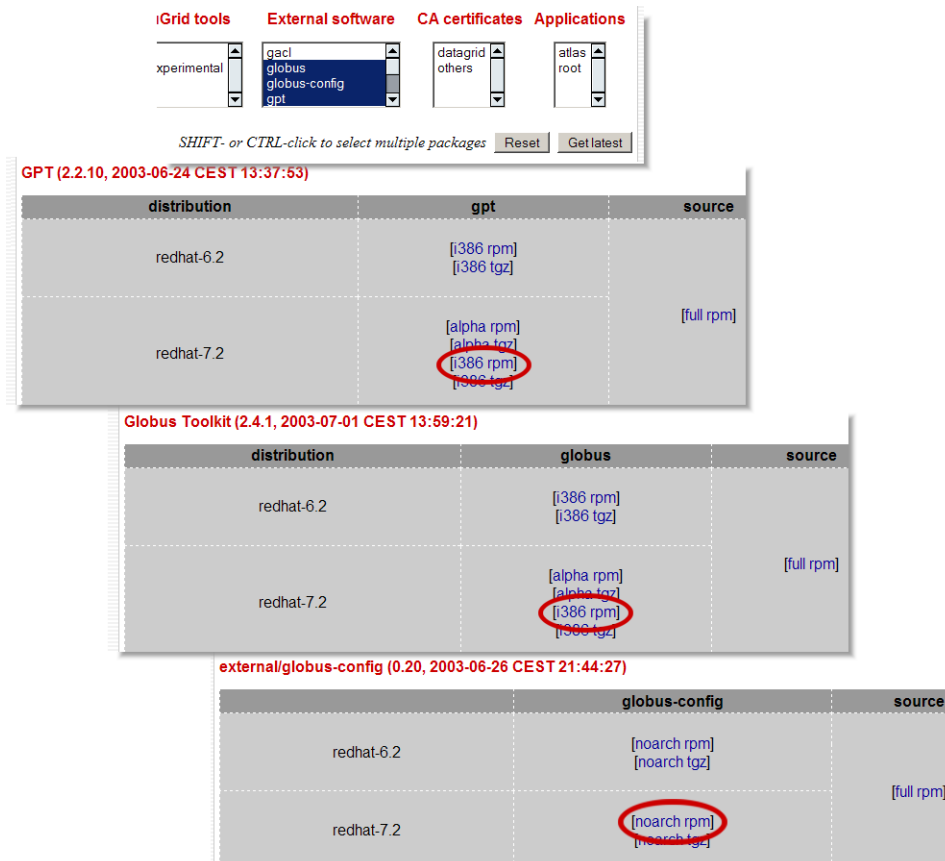 ıGrid tools External software CA certificates Applications
xperimental
gacl
globus
globus-config
gpt
datagrid
others
atlas
root
SHIFT- or CTRL-click to select multiple packages Reset Get latest
GPT (2.2.10, 2003-06-24 CEST 13:37:53)
distribution gpt source
redhat-6.2
[i386 rpm]
[i386 tgz]
[full rpm]
redhat-7.2
[alpha rpm]
[alpha tgz]
[i386 rpm]
[i386 tgz]
Globus Toolkit (2.4.1, 2003-07-01 CEST 13:59:21)
distribution globus source
redhat-6.2
[i386 rpm]
[i386 tgz]
[full rpm]
redhat-7.2
[alpha rpm]
[alpha tgz]
[i386 rpm]
[i386 tgz]
external/globus-config (0.20, 2003-06-26 CEST 21:44:27)
globus-config source
redhat-6.2
[noarch rpm]
[noarch tgz]
[full rpm]
redhat-7.2
[noarch rpm]
[noarch tgz]